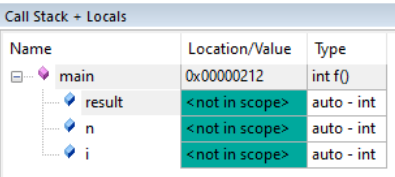 Call Stack + Locals
Name Location/Value Type
main 0x00000212 int f()
result <not in scope> auto - int
n <not in scope> auto - int
i <not in scope> auto - int